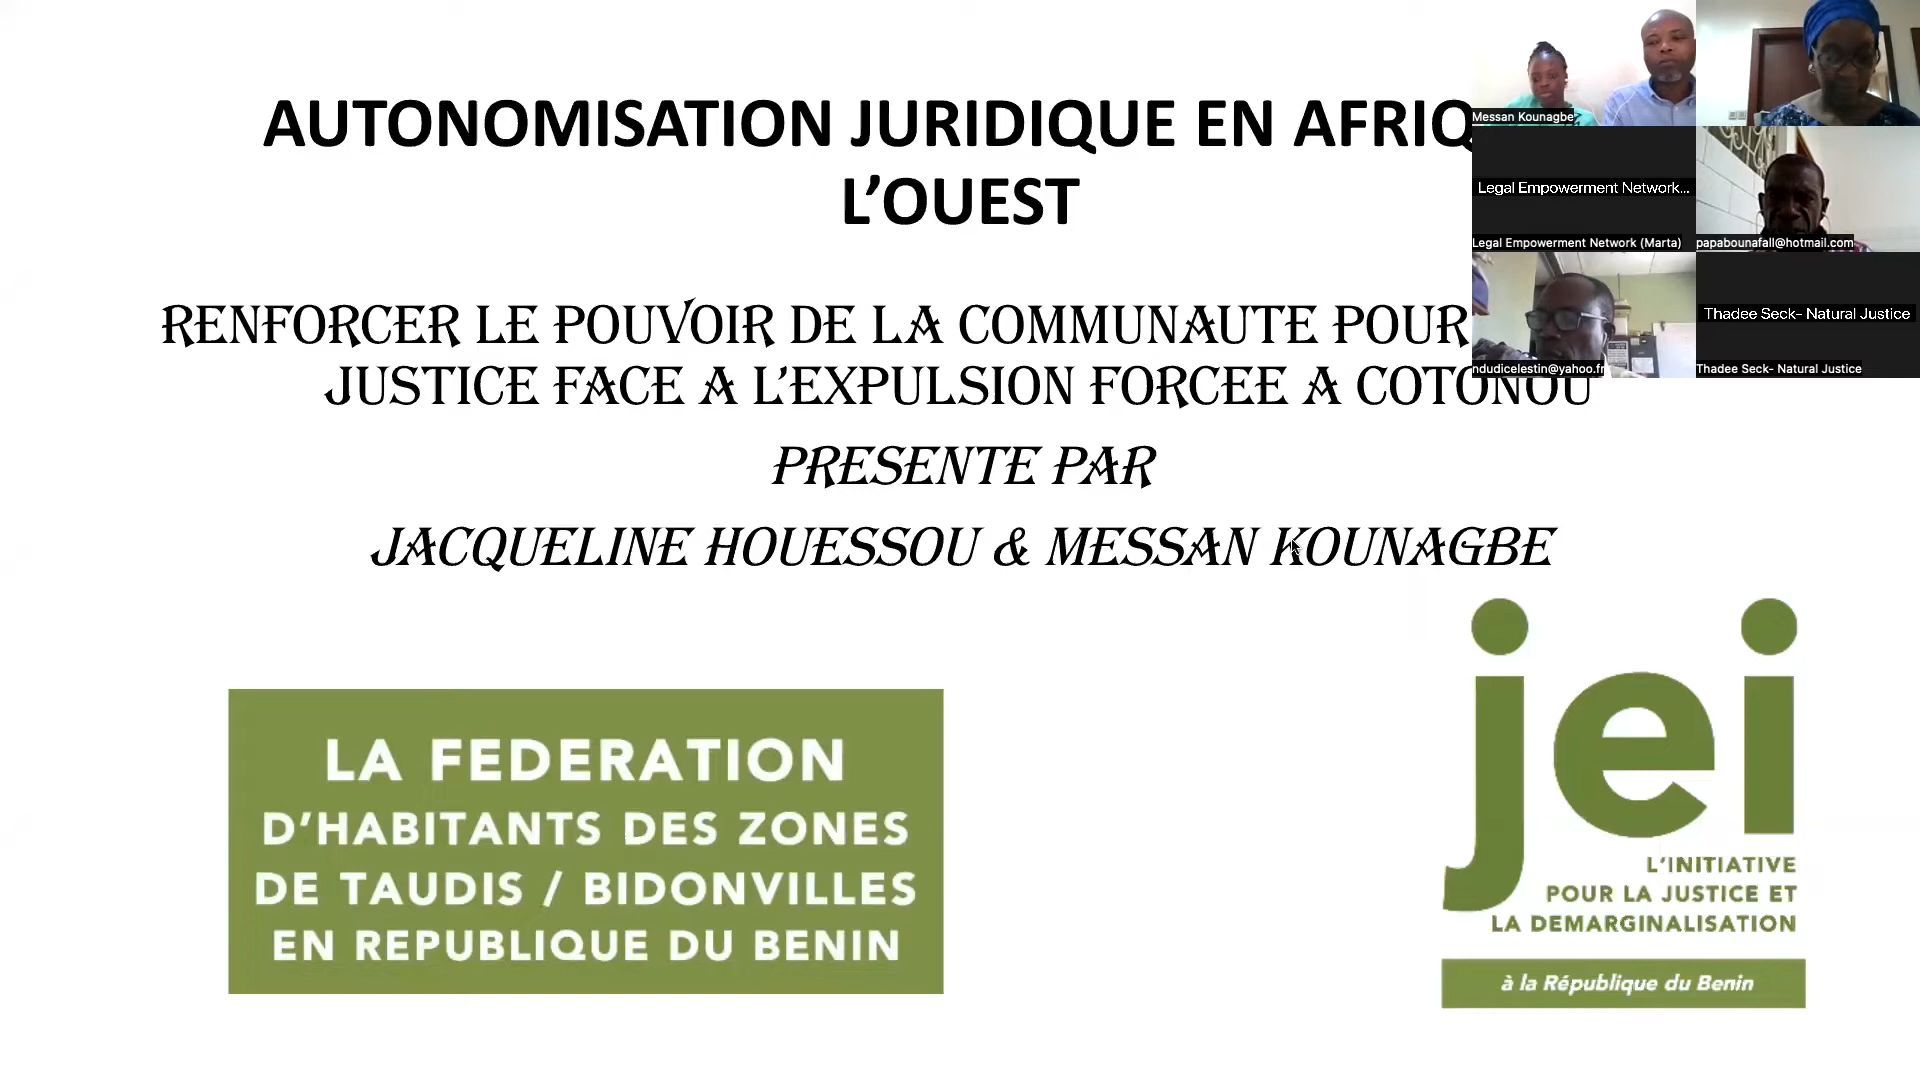 AUTONOMISATION JURIDIQUE EN AFRIQ
L’OUEST
RENFORCER LE POUVOIR DE LA COMMUNAUTE POUR
JUSTICE FACE A L’EXPULSION FORCEE A COTONOU
PRESENTE PAR
JACQUELINE HOUESSOU & MESSAN KOUNAGBE
LA FEDERATION
D’HABITANTS DES ZONES
DE TAUDIS / BIDONVILLES
EN REPUBLIQUE DU BENIN
jei
L’INITIATIVE
POUR LA JUSTICE ET
LA DEMARGINALISATION
à la République du Benin
Messan Kounagbe
Legal Empowerment Network...
Legal Empowerment Network (Marta)
papabounafall@hotmail.com
ndudicelestin@yahoo.fr
Thadee Seck- Natural Justice
Thadee Seck- Natural Justice